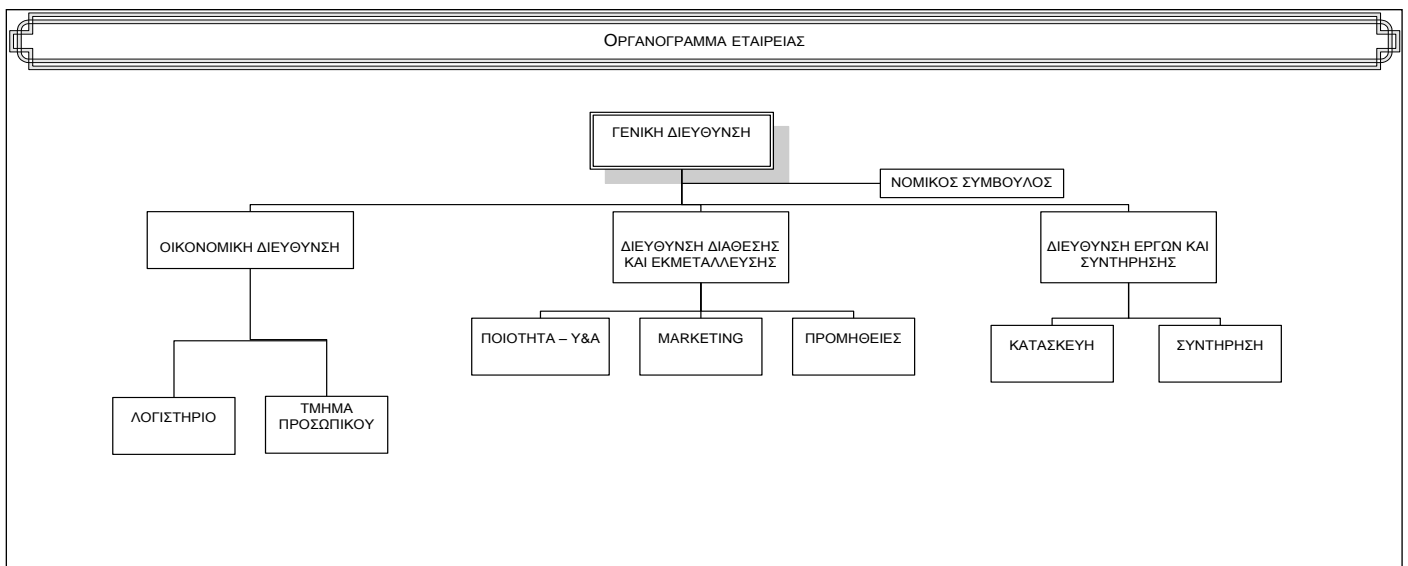 ΟΡΓΑΝΟΓΡΑΜΜΑ ΕΤΑΙΡΕΙΑΣ
ΓΕΝΙΚΗ ΔΙΕΥΘΥΝΣΗ
ΝΟΜΙΚΟΣ ΣΥΜΒΟΥΛΟΣ
ΟΙΚΟΝΟΜΙΚΗ ΔΙΕΥΘΥΝΣΗ
ΔΙΕΥΘΥΝΣΗ ΔΙΑΘΕΣΗΣ
ΚΑΙ ΕΚΜΕΤΑΛΛΕΥΣΗΣ
ΔΙΕΥΘΥΝΣΗ ΕΡΓΩΝ ΚΑΙ
ΣΥΝΤΗΡΗΣΗΣ
ΠΟΙΟΤΗΤΑ – Υ&Α
MARKETING
ΠΡΟΜΗΘΕΙΕΣ
ΚΑΤΑΣΚΕΥΗ
ΣΥΝΤΗΡΗΣΗ
ΛΟΓΙΣΤΗΡΙΟ
ΤΜΗΜΑ
ΠΡΟΣΩΠΙΚΟΥ